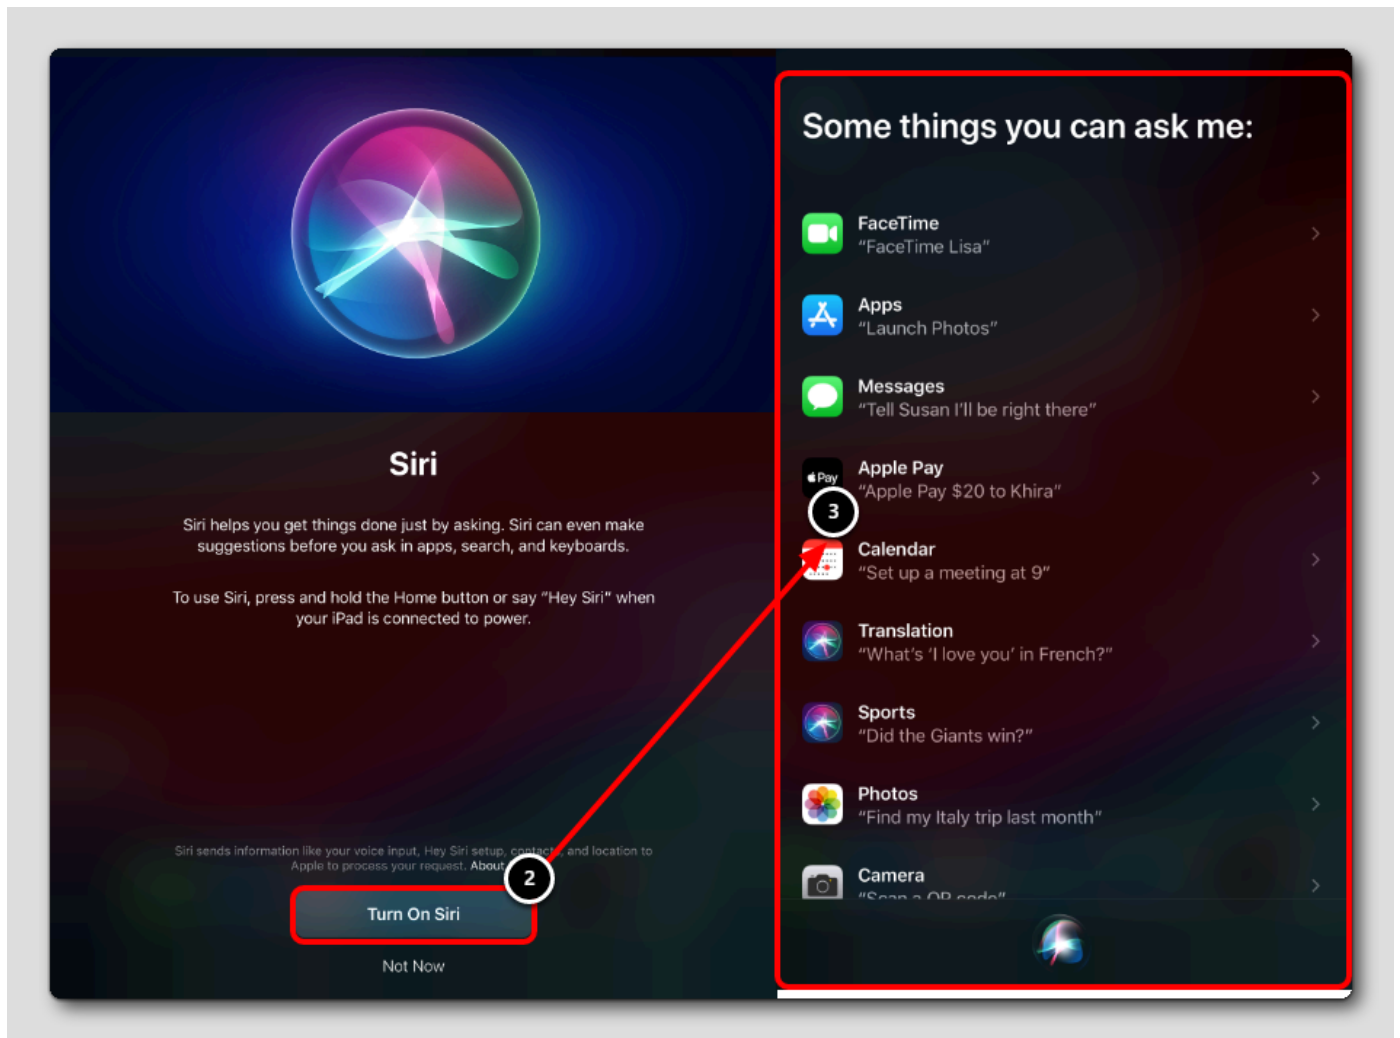 Siri
Siri helps you get things done just by asking. Siri can even make
suggestions before you ask in apps, search, and keyboards.
To use Siri, press and hold the Home button or say "Hey Siri" when
your iPad is connected to power.
Siri sends information like your voice input, Hey Siri setup, contacts, and location to
Apple to process your request. About
2
Turn On Siri
Not Now
Some things you can ask me:
FaceTime
“FaceTime Lisa”
Apps
“Launch Photos”
Messages
“Tell Susan I’ll be right there”
Pay
Apple Pay
“Apple Pay $20 to Khira”
3
Calendar
“Set up a meeting at 9”
Translation
“What’s ‘I love you’ in French?”
Sports
“Did the Giants win?”
Photos
“Find my Italy trip last month”
Camera
“Scan a QR code”